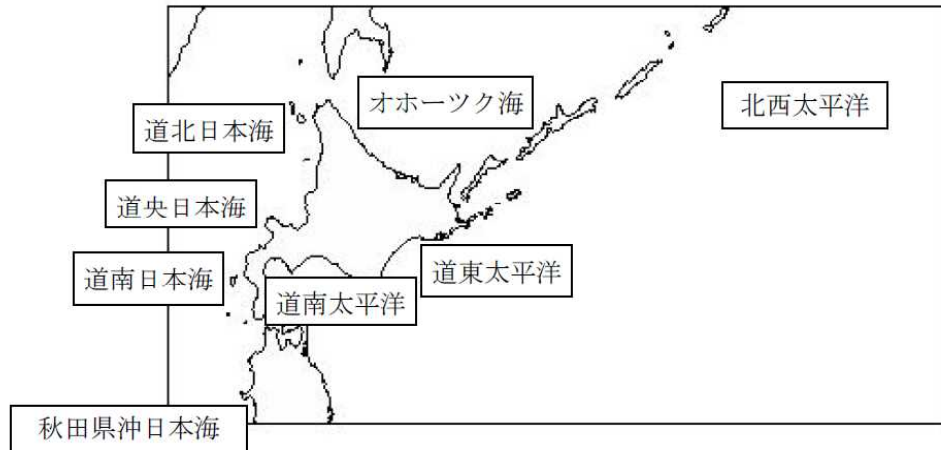 オホーツク海
北西太平洋
道北日本海
道央日本海
道南日本海
道東太平洋
道南太平洋
秋田県沖日本海